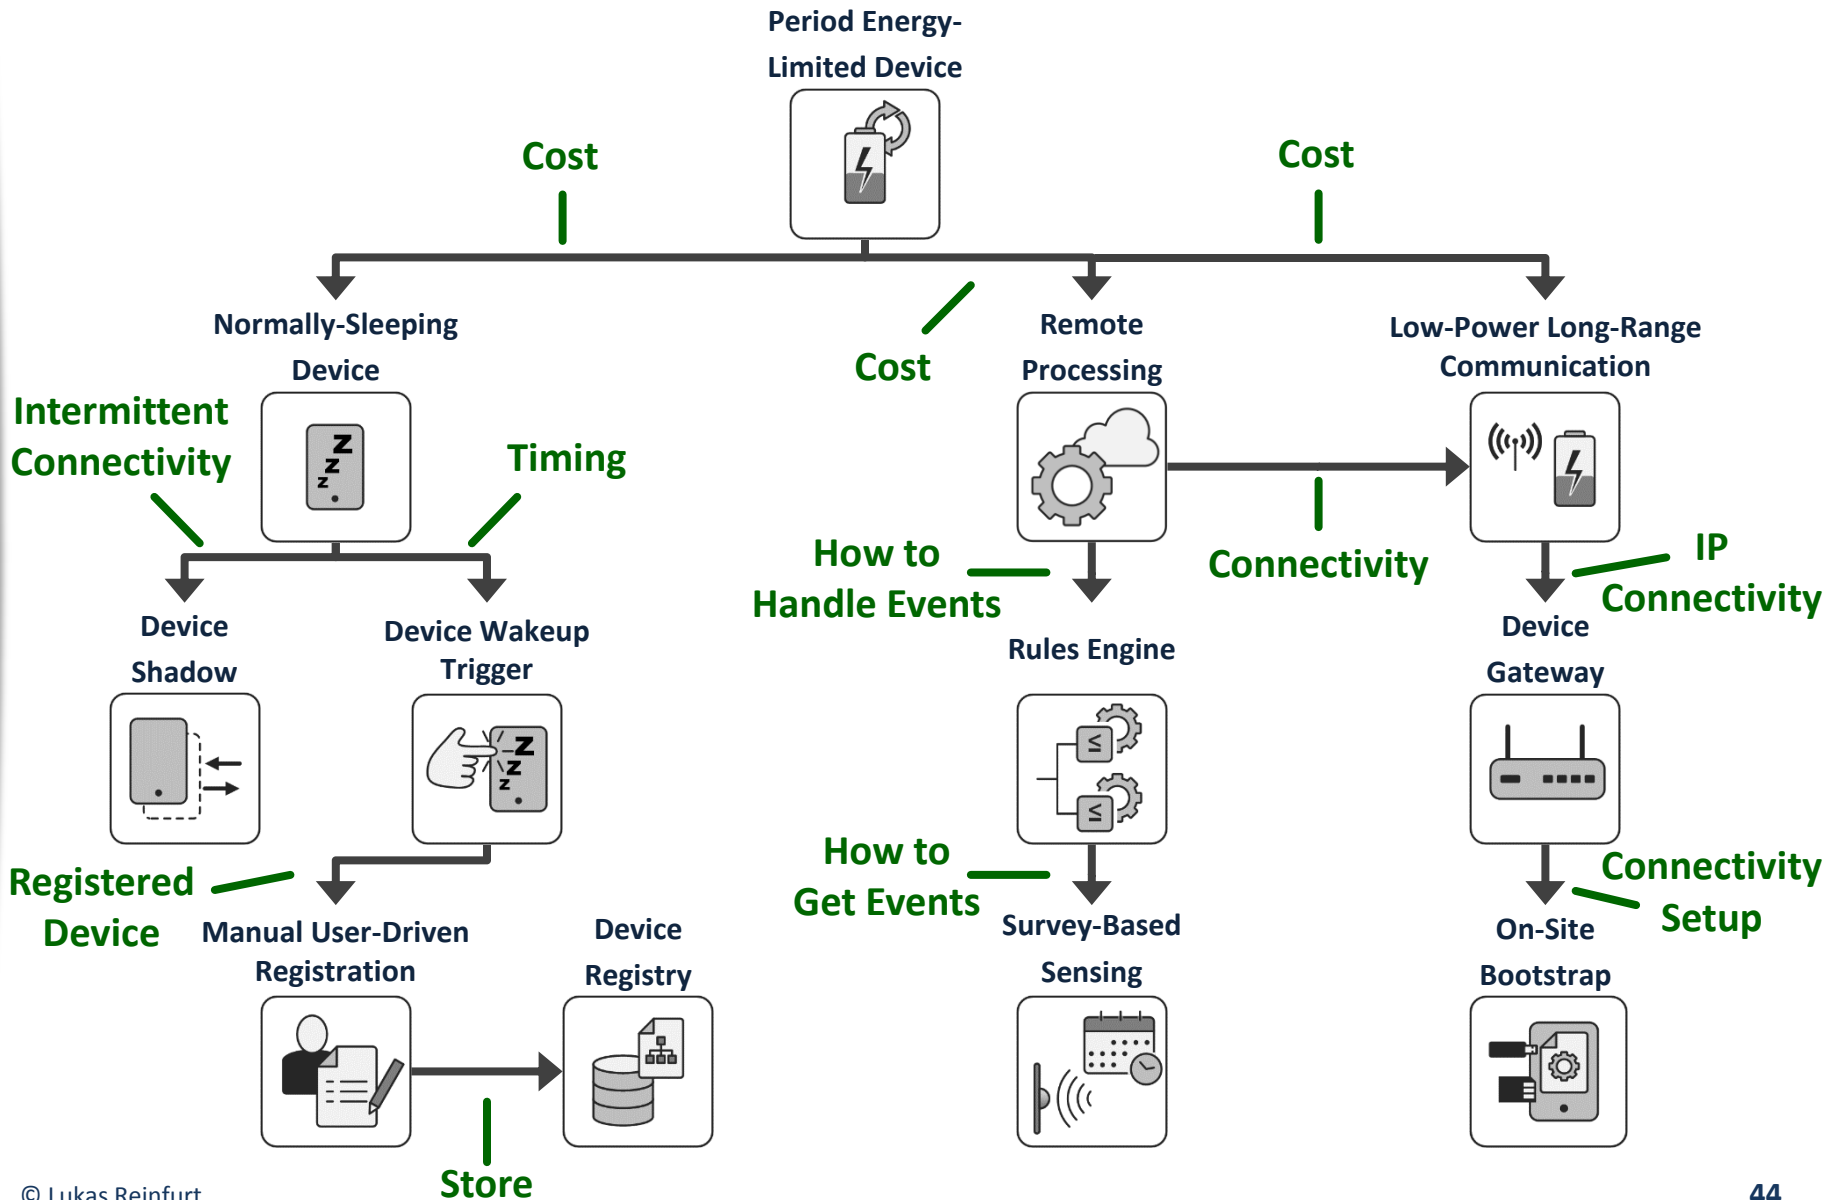 Period Energy-
Limited Device
Cost
Cost
Normally-Sleeping
Device
Cost
Remote
Processing
Low-Power Long-Range
Communication
Intermittent
Connectivity
Timing
z
z
z
How to
Handle Events
Connectivity
IP
Connectivity
Device
Shadow
Device Wakeup
Trigger
Rules Engine
Device
Gateway
z
z
z
≤
≤
Registered
Device
How to
Get Events
Connectivity
Setup
Manual User-Driven
Registration
Device
Registry
Survey-Based
Sensing
On-Site
Bootstrap
Store
© Lukas Reinfurt
44